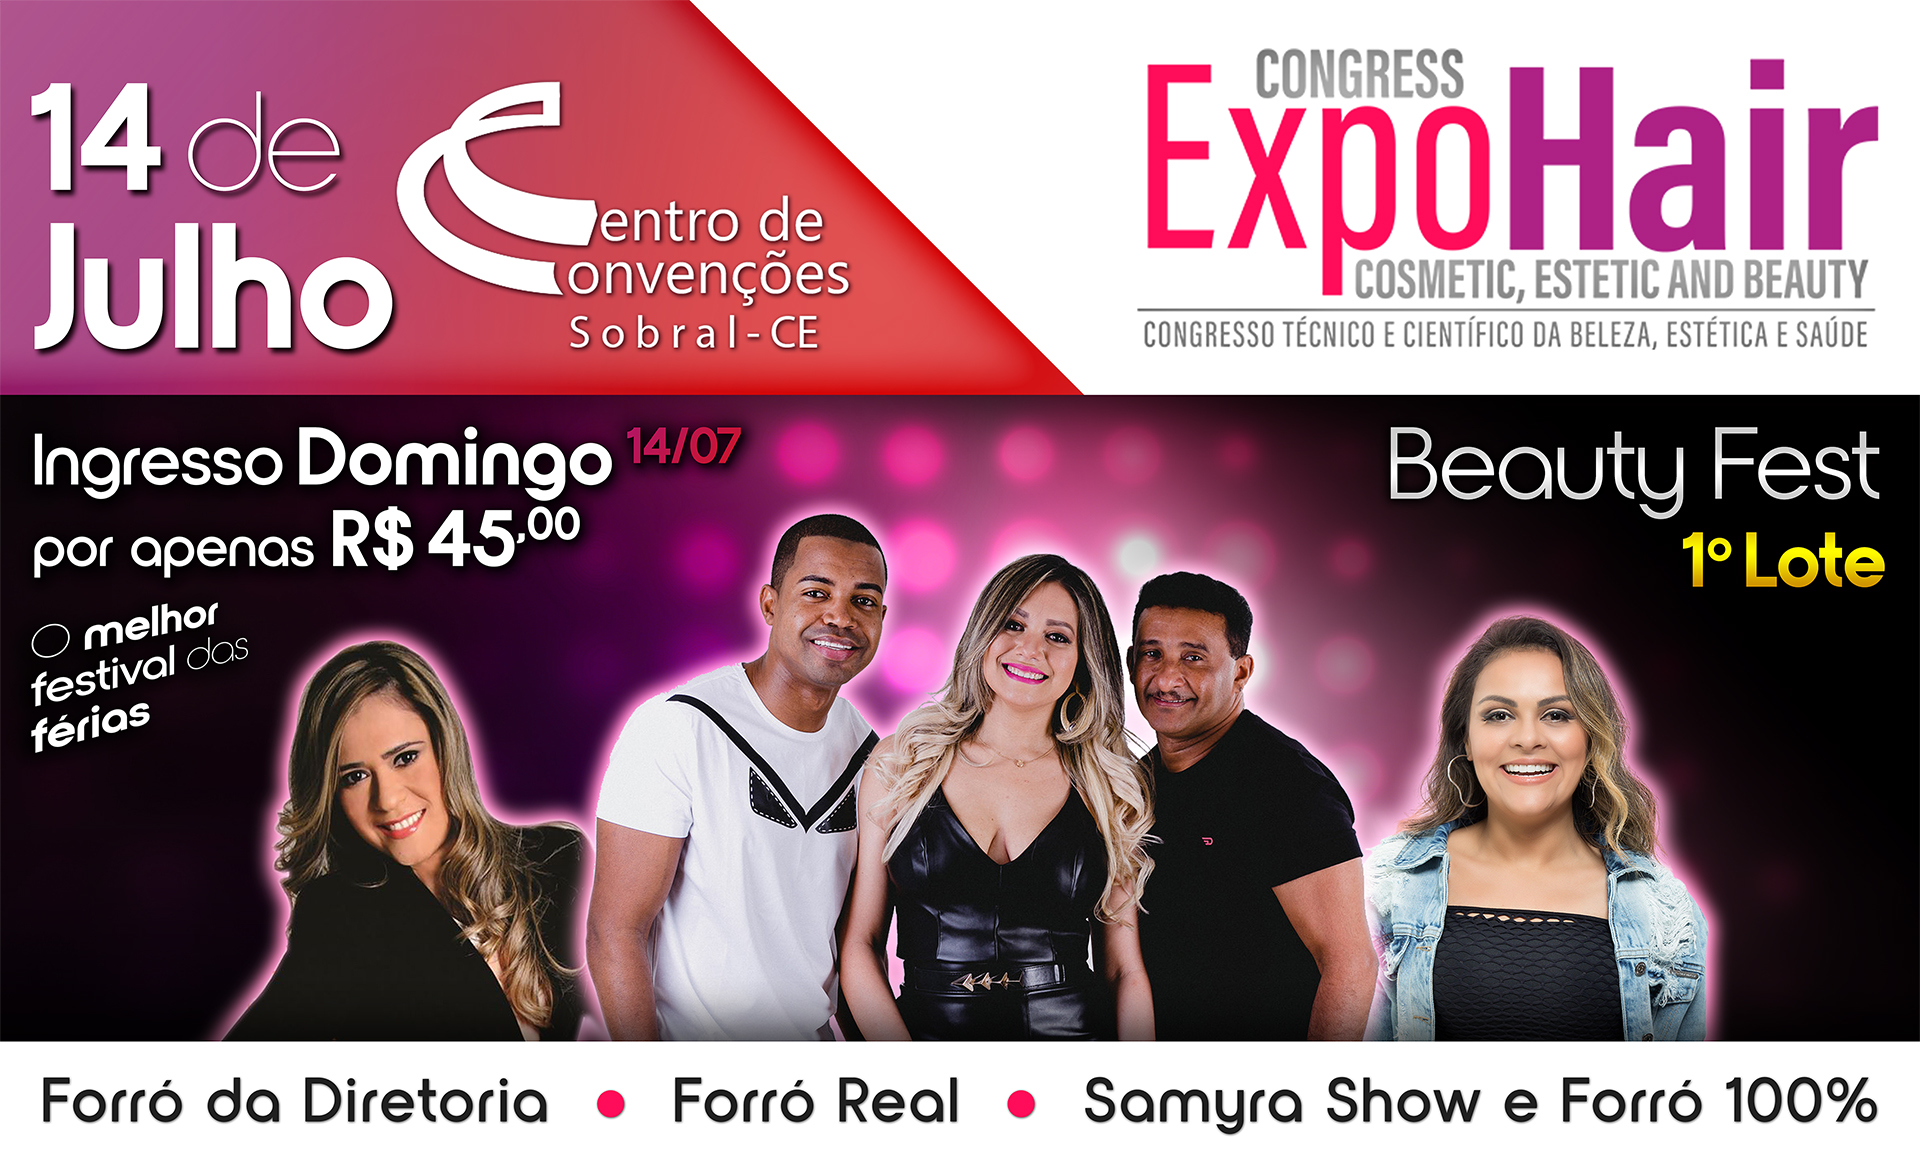 14 de
Julho
Centro de
Convenções
Sobral-CE
CONGRESS
ExpoHair
COSMETIC, ESTETIC AND BEAUTY
CONGRESSO TÉCNICO E CIENTÍFICO DA BELEZA, ESTÉTICA E SAÚDE
Ingresso Domingo 14/07
por apenas R$ 45,00
O melhor
festival das
férias
Beauty Fest
1º Lote
Forró da Diretoria • Forró Real • Samyra Show e Forró 100%